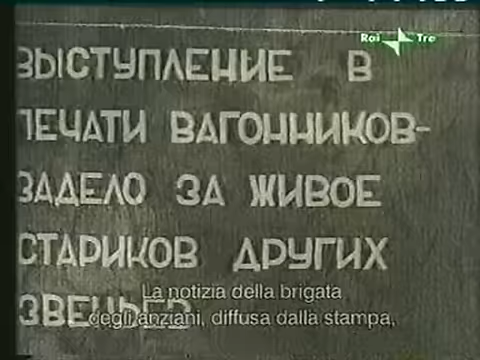 Rai Tre
ВЫСТУПЛЕНИЕ В
ПЕЧАТИ ВАГОННИКОВ-
ЗАДЕЛО ЗА ЖИВОЕ
СТАРИКОВ ДРУГИХ
ЗВЕНЬЕВ
La notizia della brigata
degli anziani, diffusa dalla stampa,